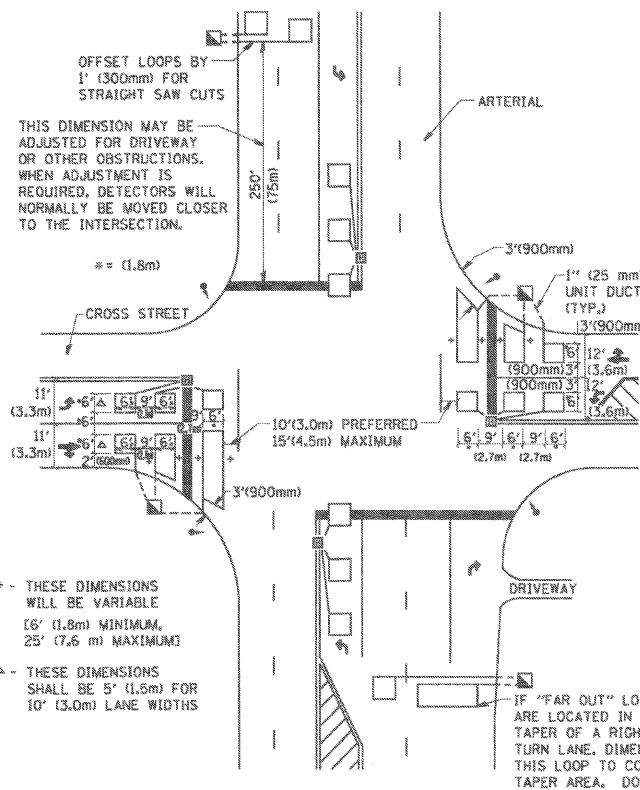 OFFSET LOOPS BY
1' (300mm) FOR
STRAIGHT SAW CUTS
THIS DIMENSION MAY BE
ADJUSTED FOR DRIVEWAY
OR OTHER OBSTRUCTIONS.
WHEN ADJUSTMENT IS
REQUIRED, DETECTORS WILL
NORMALLY BE MOVED CLOSER
TO THE INTERSECTION.
250'
(75m)
ARTERIAL
* = (1.8m)
CROSS STREET
3'(900mm)
1" (25 mm
UNIT DUCT
(TYP.)
3'(900mm
6'
12'
(3.6m)
(900mm) 3'
(900mm) 3'
12'
(3.6m)
6'
6' 9' 6' 9' 6'
(2.7m) (2.7m)
10'(3.0m) PREFERRED
15'(4.5m) MAXIMUM
11'
(3.3m)
6'
6' 9' 6'
6'
9' 6'
11'
(3.3m)
6'
6' 9' 6'
2'
(600mm)
3'(900mm)
- THESE DIMENSIONS
WILL BE VARIABLE
[6' (1.8m) MINIMUM,
25' (7.6 m) MAXIMUM]
- THESE DIMENSIONS
SHALL BE 5' (1.5m) FOR
10' (3.0m) LANE WIDTHS
DRIVEWAY
IF "FAR OUT" LO
ARE LOCATED IN
TAPER OF A RIGH
TURN LANE, DIME
THIS LOOP TO CO
TAPER AREA. DO